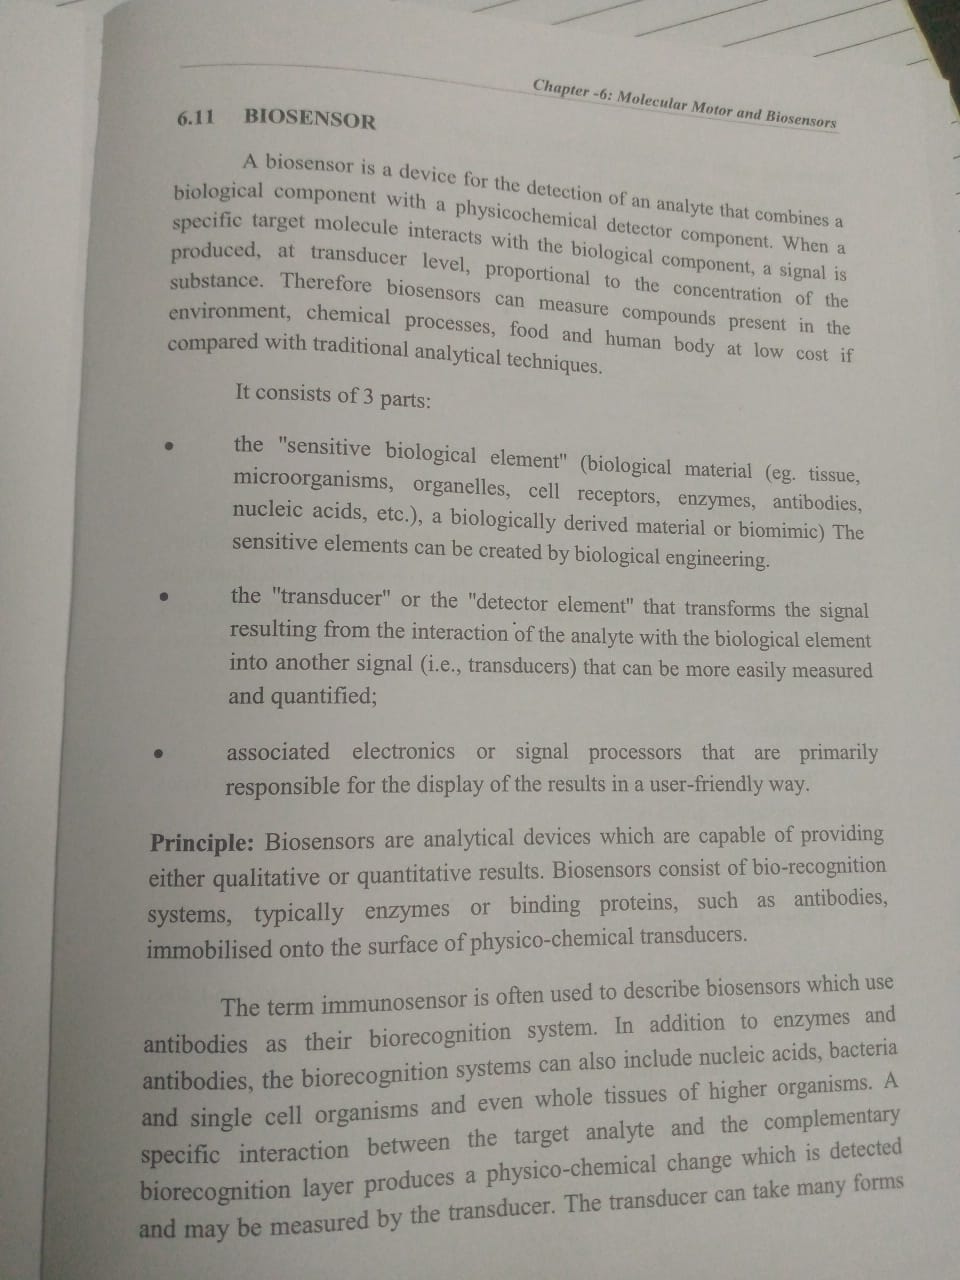 Chapter -6: Molecular Motor and Biosensors
6.11 BIOSENSOR
A biosensor is a device for the detection of an analyte that combines a
biological component with a physicochemical detector component. When a
specific target molecule interacts with the biological component, a signal is
produced, at transducer level, proportional to the concentration of the
substance. Therefore biosensors can measure compounds present in the
environment, chemical processes, food and human body at low cost if
compared with traditional analytical techniques.
It consists of 3 parts:
• the "sensitive biological element" (biological material (eg. tissue,
microorganisms, organelles, cell receptors, enzymes, antibodies,
nucleic acids, etc.), a biologically derived material or biomimic) The
sensitive elements can be created by biological engineering.
• the "transducer" or the "detector element" that transforms the signal
resulting from the interaction of the analyte with the biological element
into another signal (i.e., transducers) that can be more easily measured
and quantified;
• associated electronics or signal processors that are primarily
responsible for the display of the results in a user-friendly way.
Principle: Biosensors are analytical devices which are capable of providing
either qualitative or quantitative results. Biosensors consist of bio-recognition
systems, typically enzymes or binding proteins, such as antibodies,
immobilised onto the surface of physico-chemical transducers.
The term immunosensor is often used to describe biosensors which use
antibodies as their biorecognition system. In addition to enzymes and
antibodies, the biorecognition systems can also include nucleic acids, bacteria
and single cell organisms and even whole tissues of higher organisms. A
specific interaction between the target analyte and the complementary
biorecognition layer produces a physico-chemical change which is detected
and may be measured by the transducer. The transducer can take many forms